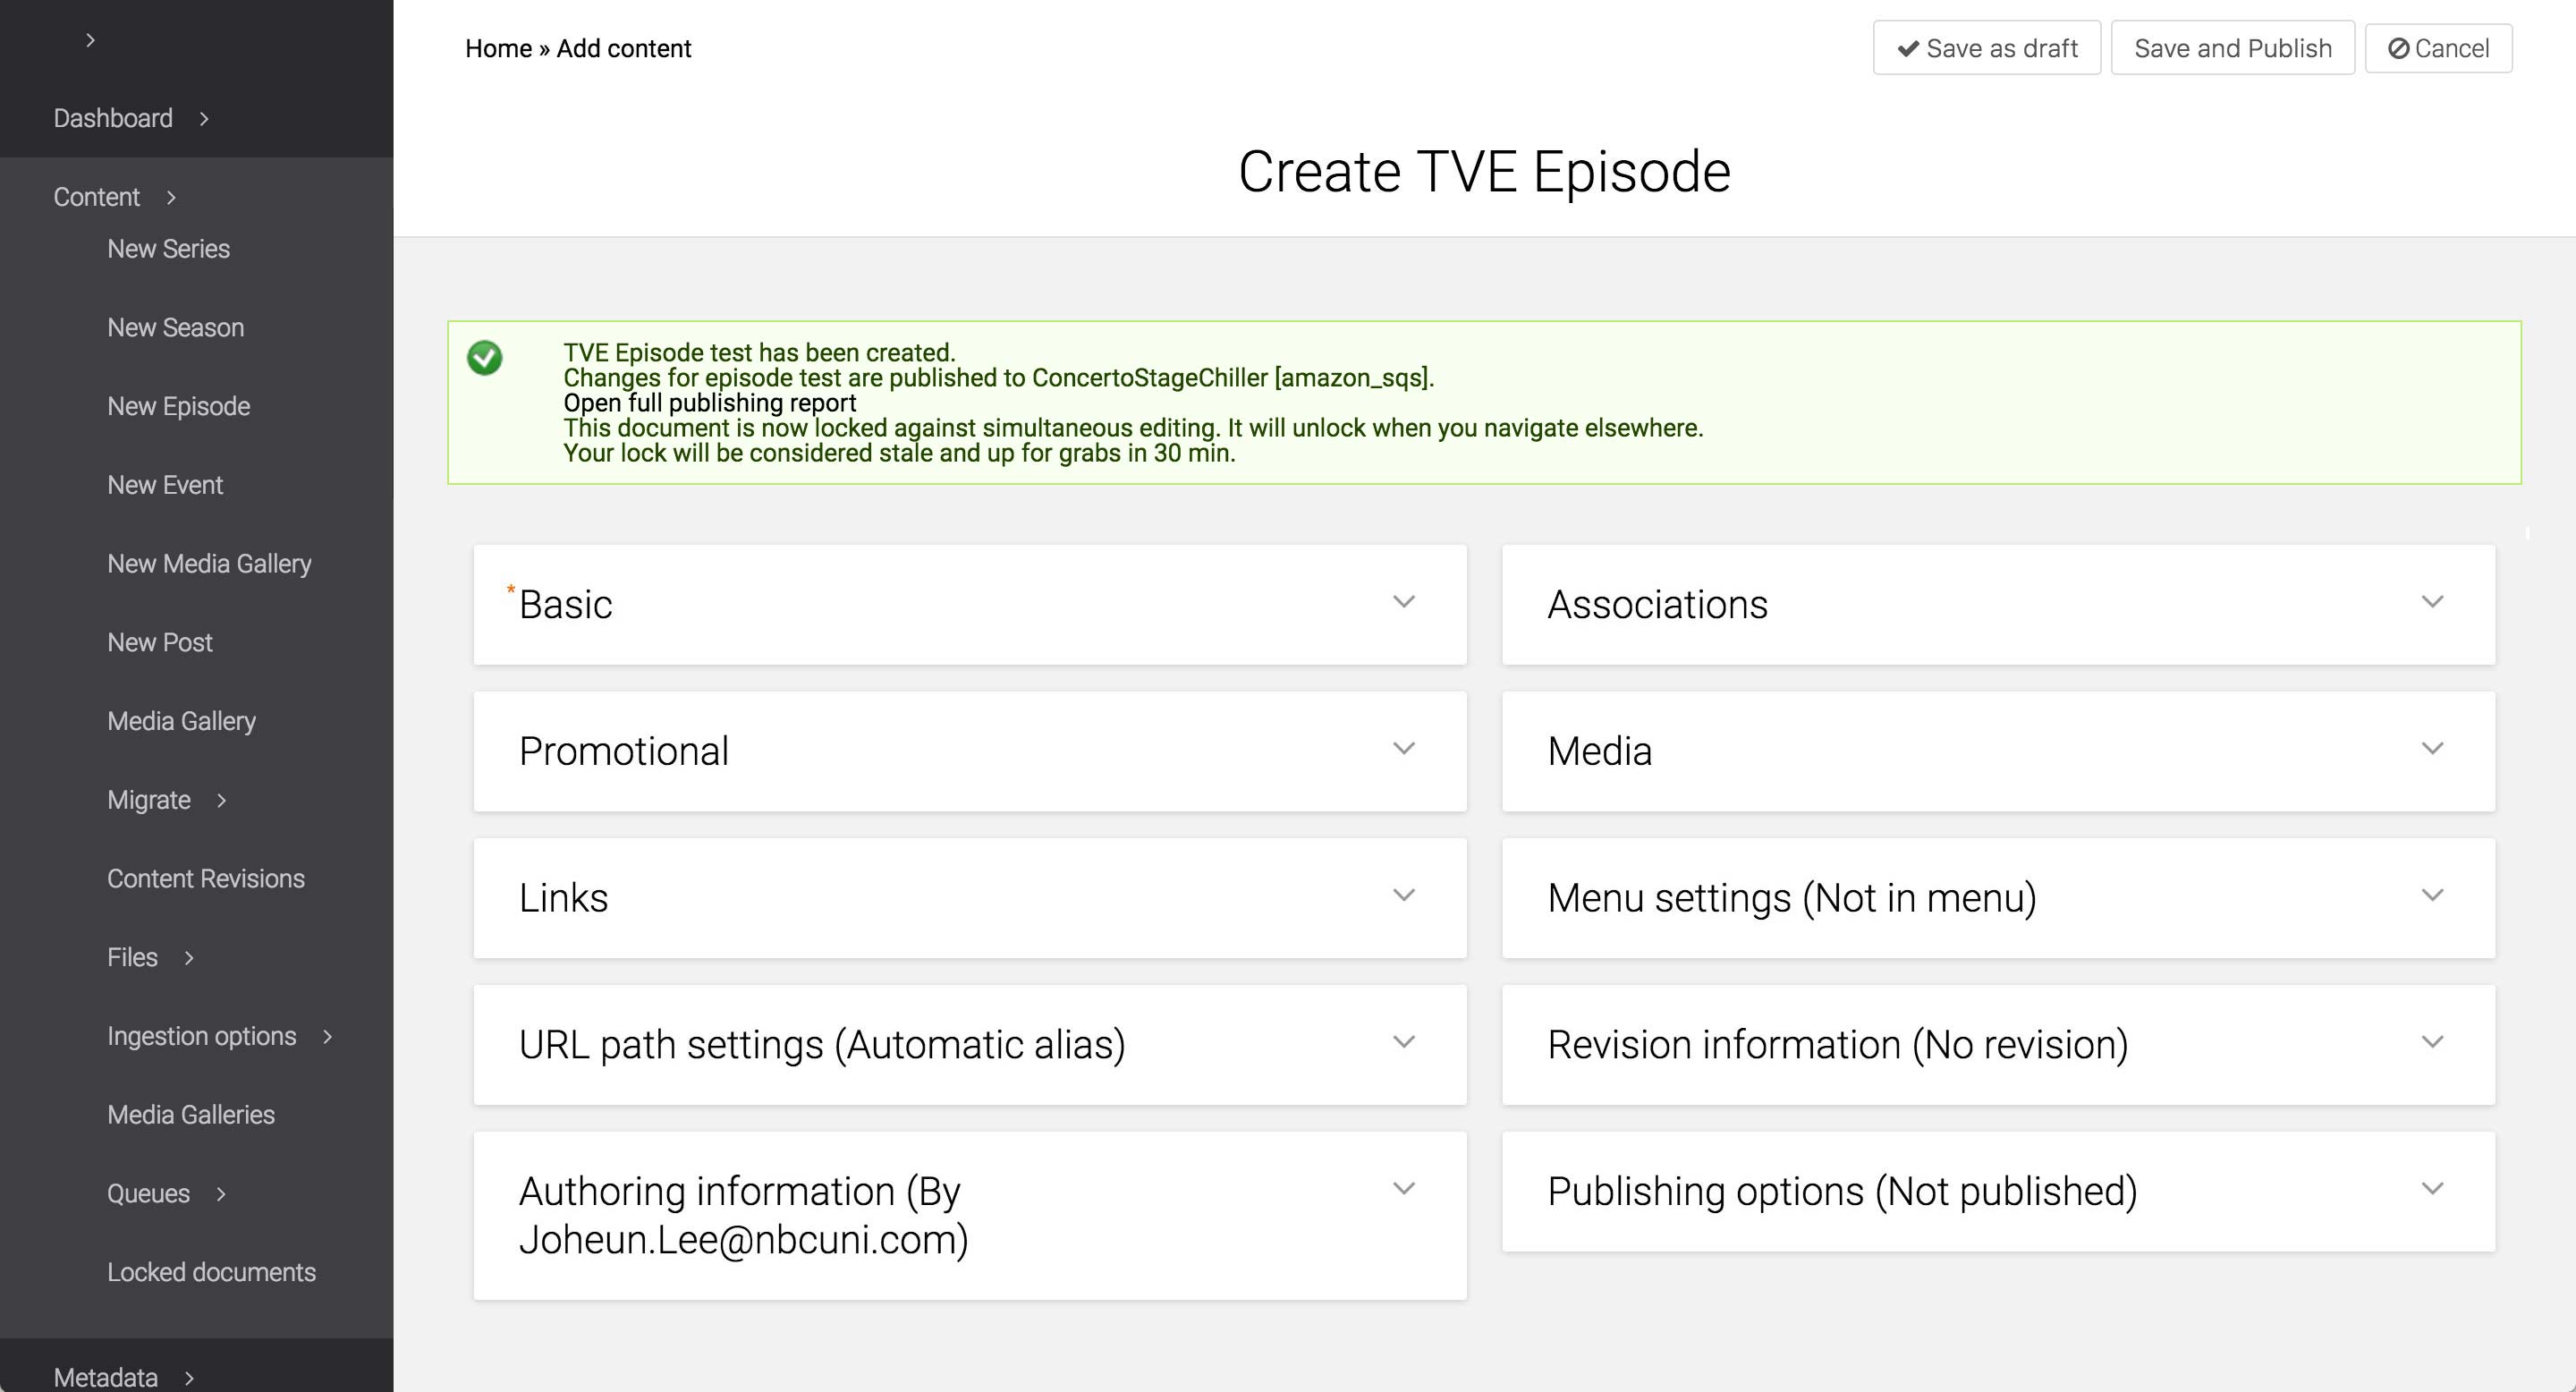 Dashboard
Content
New Series
New Season
New Episode
New Event
New Media Gallery
New Post
Media Gallery
Migrate
Content Revisions
Files
Ingestion options
Media Galleries
Queues
Locked documents
Metadata
Home » Add content
Save as draft
Save and Publish
Cancel
Create TVE Episode
TVE Episode test has been created.
Changes for episode test are published to ConcertoStageChiller [amazon_sqs].
Open full publishing report
This document is now locked against simultaneous editing. It will unlock when you navigate elsewhere.
Your lock will be considered stale and up for grabs in 30 min.
*Basic
Associations
Promotional
Media
Links
Menu settings (Not in menu)
URL path settings (Automatic alias)
Revision information (No revision)
Authoring information (By
Joheun.Lee@nbcuni.com)
Publishing options (Not published)